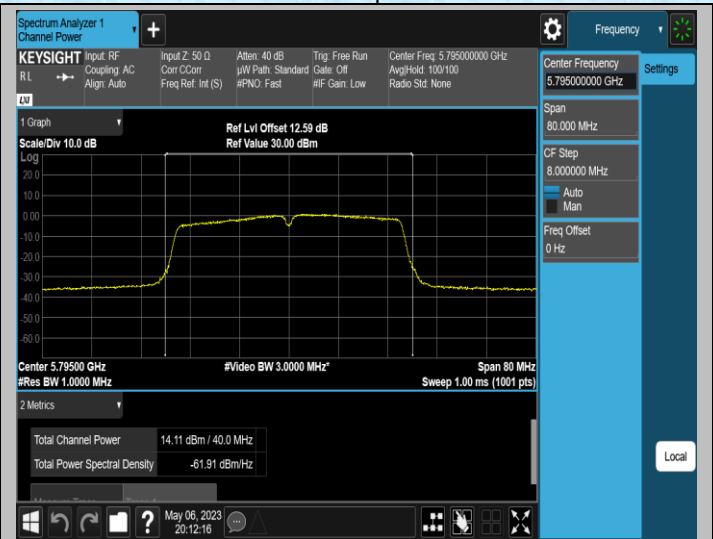 Spectrum Analyzer 1
Channel Power
+
Frequency
KEYSIGHT
RL
LXI
Input: RF
Coupling: AC
Align: Auto
Input Z: 50 Ω
Corr CCorr
Freq Ref: Int (S)
Atten: 40 dB
µW Path: Standard
#PNO: Fast
Trig: Free Run
Gate: Off
#IF Gain: Low
Center Freq: 5.795000000 GHz
Avg|Hold: 100/100
Radio Std: None
Center Frequency
5.795000000 GHz
Settings
Span
80.000 MHz
CF Step
8.000000 MHz
Auto
Man
Freq Offset
0 Hz
Local
1 Graph
Scale/Div 10.0 dB
Ref Lvl Offset 12.59 dB
Ref Value 30.00 dBm
Log
20.0
10.0
0.00
-10.0
-20.0
-30.0
-40.0
-50.0
-60.0
Center 5.79500 GHz
#Res BW 1.0000 MHz
#Video BW 3.0000 MHz*
Span 80 MHz
Sweep 1.00 ms (1001 pts)
2 Metrics
Total Channel Power 14.11 dBm / 40.0 MHz
Total Power Spectral Density -61.91 dBm/Hz
?
May 06, 2023
20:12:16